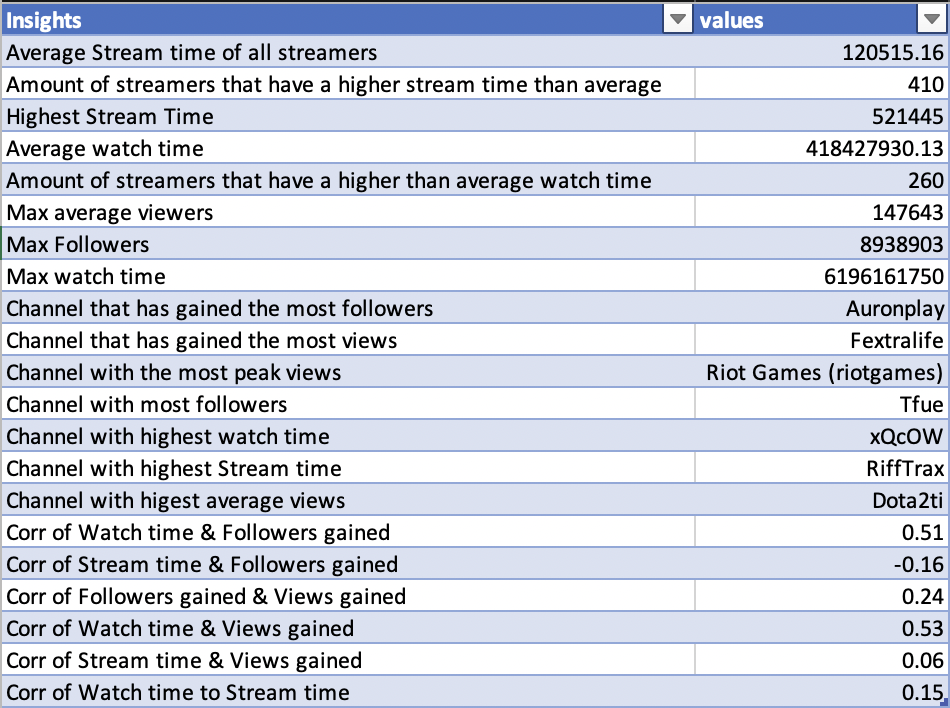 Insights values
Average Stream time of all streamers 120515.16
Amount of streamers that have a higher stream time than average 410
Highest Stream Time 521445
Average watch time 418427930.13
Amount of streamers that have a higher than average watch time 260
Max average viewers 147643
Max Followers 8938903
Max watch time 6196161750
Channel that has gained the most followers Auronplay
Channel that has gained the most views Fextralife
Channel with the most peak views Riot Games (riotgames)
Channel with most followers Tfue
Channel with highest watch time xQcOW
Channel with highest Stream time RiffTrax
Channel with higest average views Dota2ti
Corr of Watch time & Followers gained 0.51
Corr of Stream time & Followers gained -0.16
Corr of Followers gained & Views gained 0.24
Corr of Watch time & Views gained 0.53
Corr of Stream time & Views gained 0.06
Corr of Watch time to Stream time 0.15